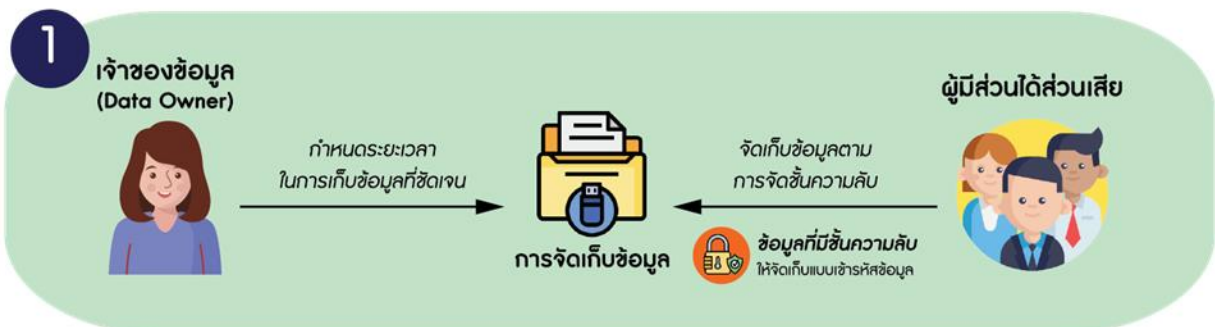 1
เจ้าของข้อมูล
(Data Owner)
กำหนดระยะเวลา
ในการเก็บข้อมูลที่ชัดเจน
การจัดเก็บข้อมูล
ผู้มีส่วนได้ส่วนเสีย
จัดเก็บข้อมูลตาม
การจัดชั้นความลับ
ข้อมูลที่มีชั้นความลับ
ให้จัดเก็บแบบเข้ารหัสข้อมูล